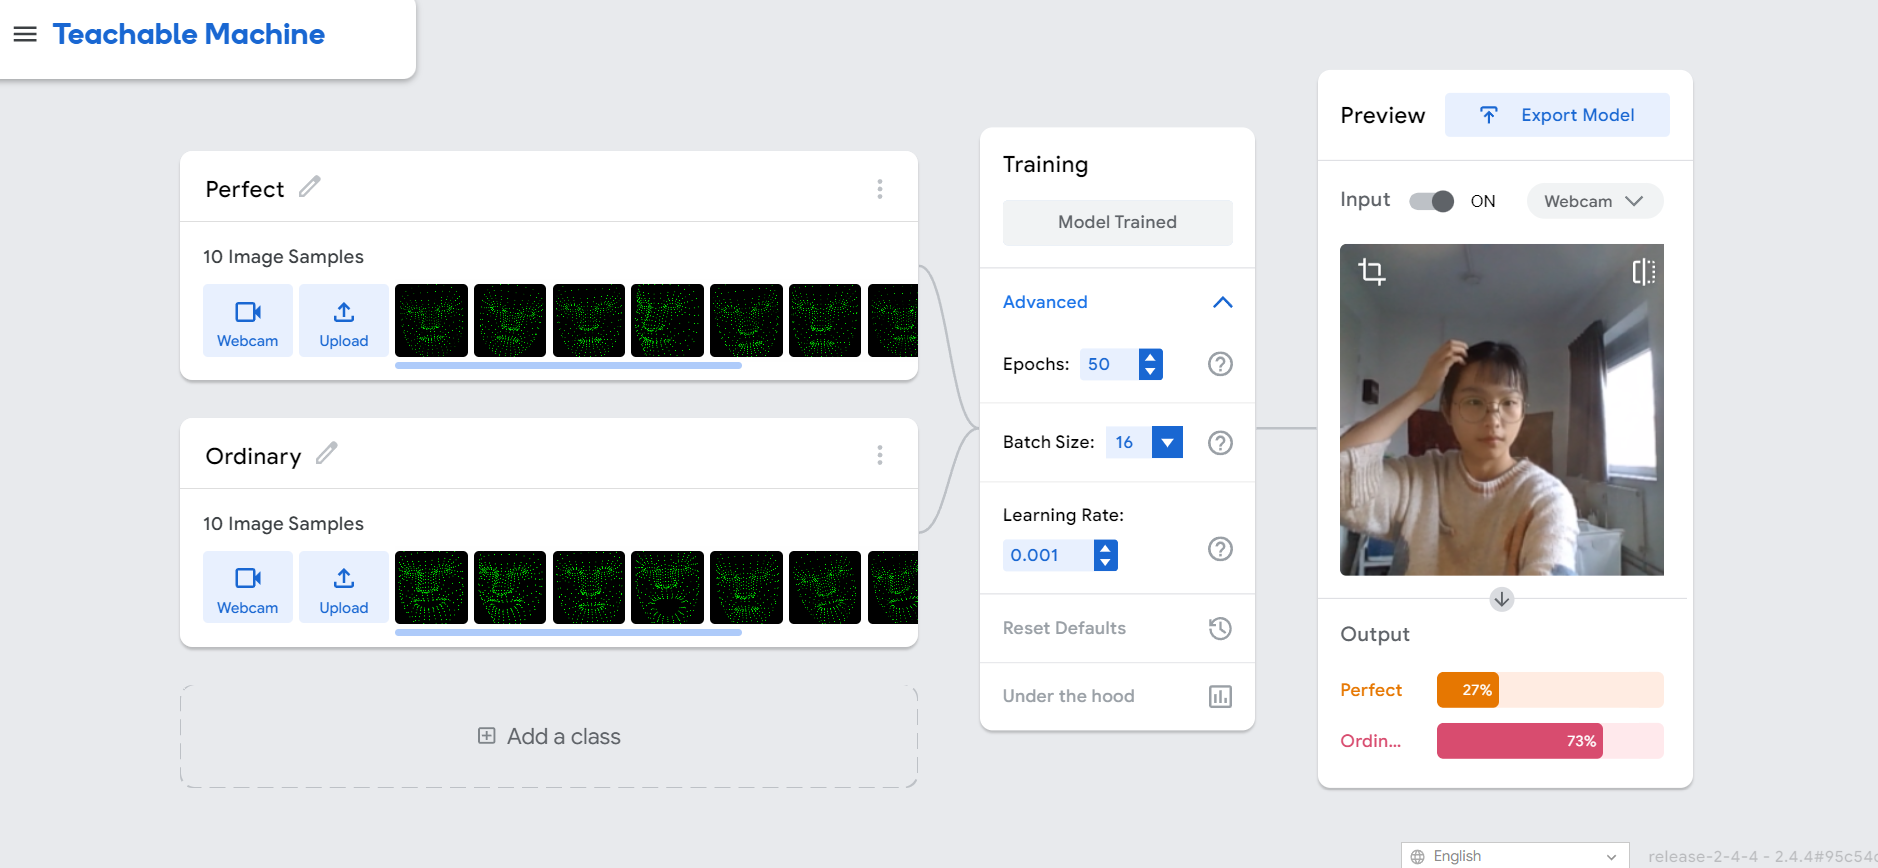 Teachable Machine
Perfect
10 Image Samples
Webcam
Upload
Ordinary
10 Image Samples
Webcam
Upload
Add a class
Training
Model Trained
Advanced
Epochs: 50
Batch Size: 16
Learning Rate:
0.001
Reset Defaults
Under the hood
Preview
Export Model
Input ON Webcam
Output
Perfect 27%
Ordin... 73%
English
release-2-4-4 - 2.4.4#95c54